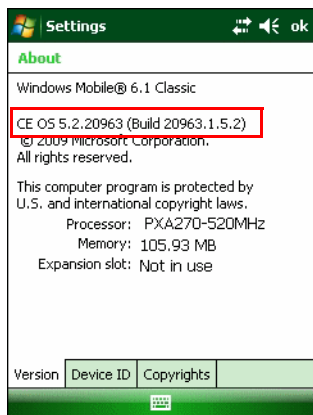 Settings ok
About
Windows Mobile® 6.1 Classic
CE OS 5.2.20963 (Build 20963.1.5.2)
© 2009 Microsoft Corporation.
All rights reserved.
This computer program is protected by
U.S. and international copyright laws.
Processor: PXA270-520MHz
Memory: 105.93 MB
Expansion slot: Not in use
Version Device ID Copyrights